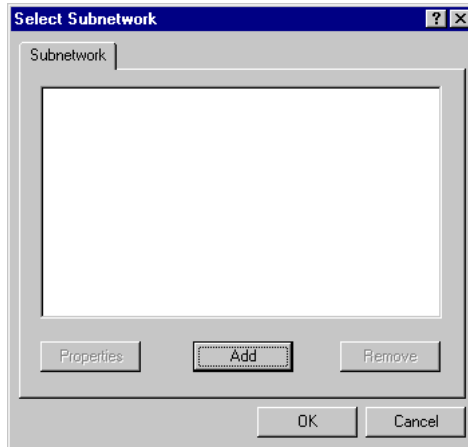 Select Subnetwork
Subnetwork
Properties Add Remove
OK Cancel